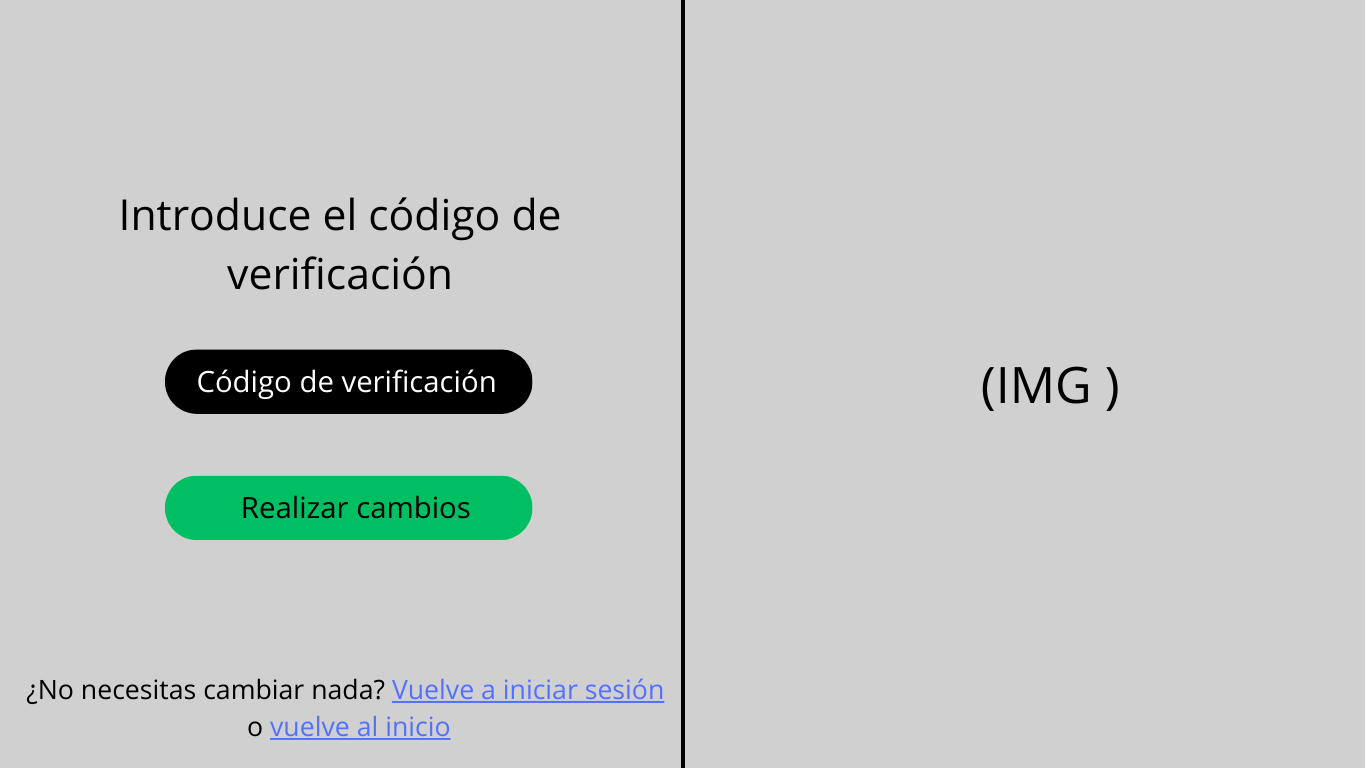 Introduce el código de
verificación
Código de verificación
Realizar cambios
¿No necesitas cambiar nada? Vuelve a iniciar sesión
o vuelve al inicio
(IMG )